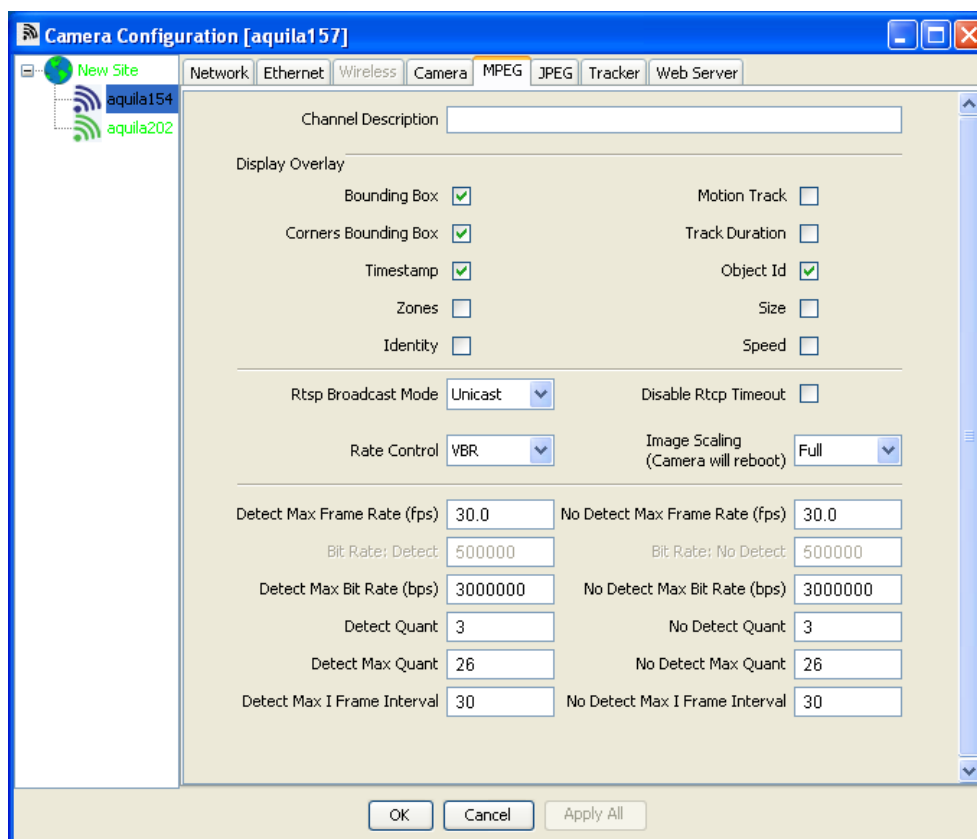 Camera Configuration [aquila157]
New Site
aquila154
aquila202
Network Ethernet Wireless Camera MPEG JPEG Tracker Web Server
Channel Description
Display Overlay
Bounding Box Motion Track
Corners Bounding Box Track Duration
Timestamp Object Id
Zones Size
Identity Speed
Rtsp Broadcast Mode Unicast Disable Rtcp Timeout
Rate Control VBR Image Scaling
(Camera will reboot) Full
Detect Max Frame Rate (fps) 30.0 No Detect Max Frame Rate (fps) 30.0
Bit Rate: Detect 500000 Bit Rate: No Detect 500000
Detect Max Bit Rate (bps) 3000000 No Detect Max Bit Rate (bps) 3000000
Detect Quant 3 No Detect Quant 3
Detect Max Quant 26 No Detect Max Quant 26
Detect Max I Frame Interval 30 No Detect Max I Frame Interval 30
OK Cancel Apply All